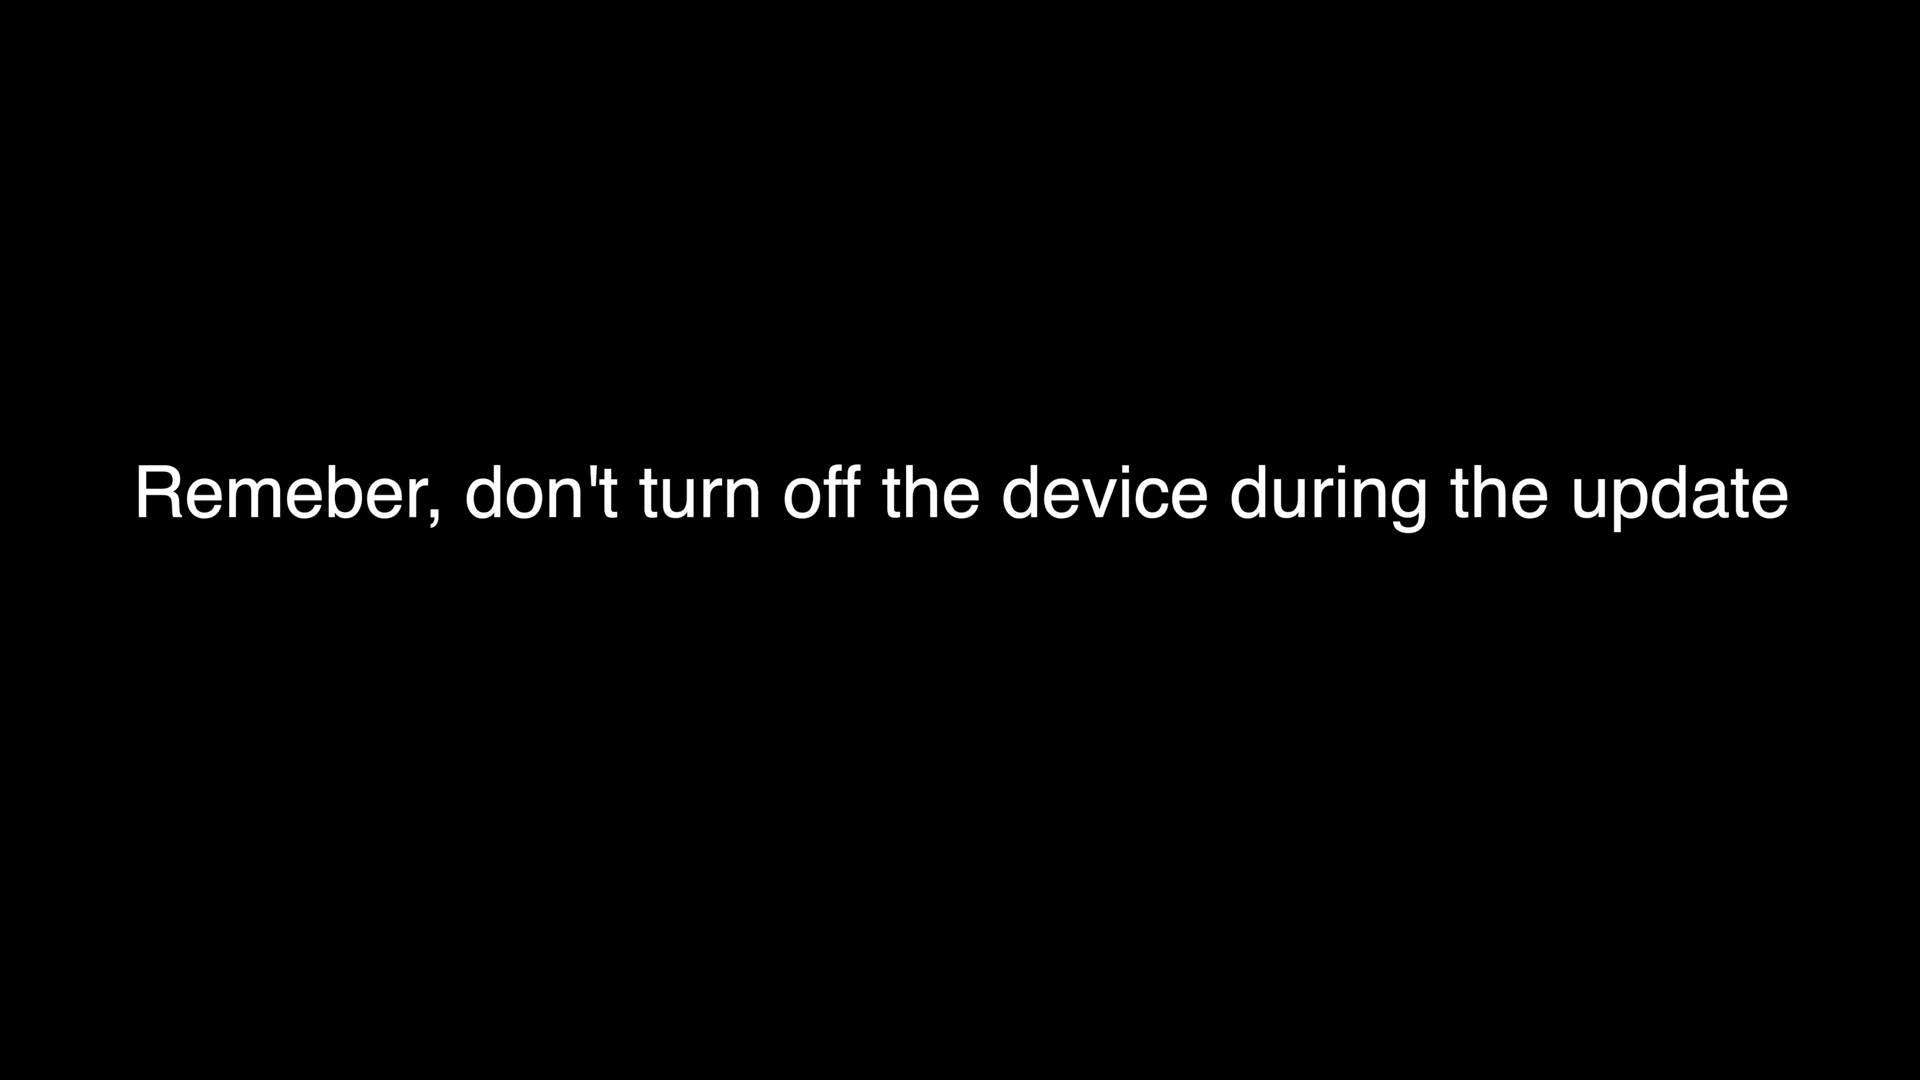 Remeber, don't turn off the device during the update